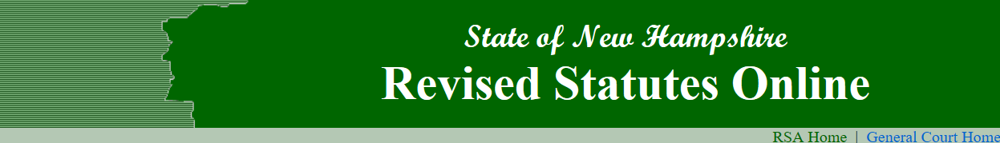 State of New Hampshire
Revised Statutes Online
RSA Home | General Court Home